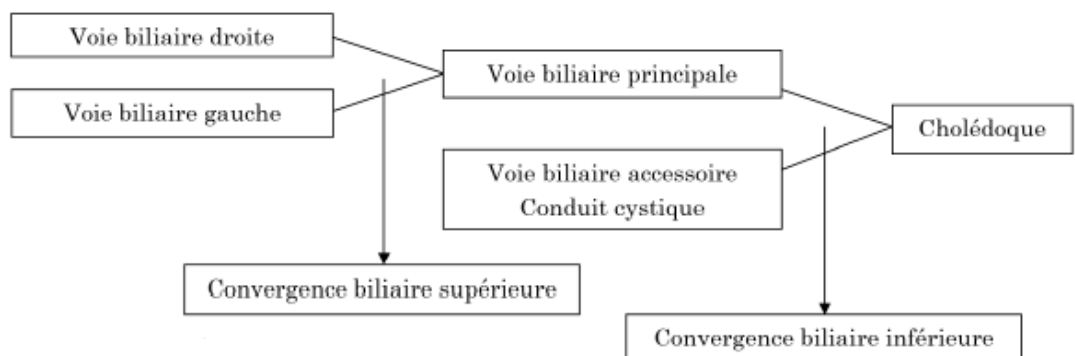 Voie biliaire droite
Voie biliaire principale
Voie biliaire gauche
Cholédoque
Voie biliaire accessoire
Conduit cystique
Convergence biliaire supérieure
Convergence biliaire inférieure